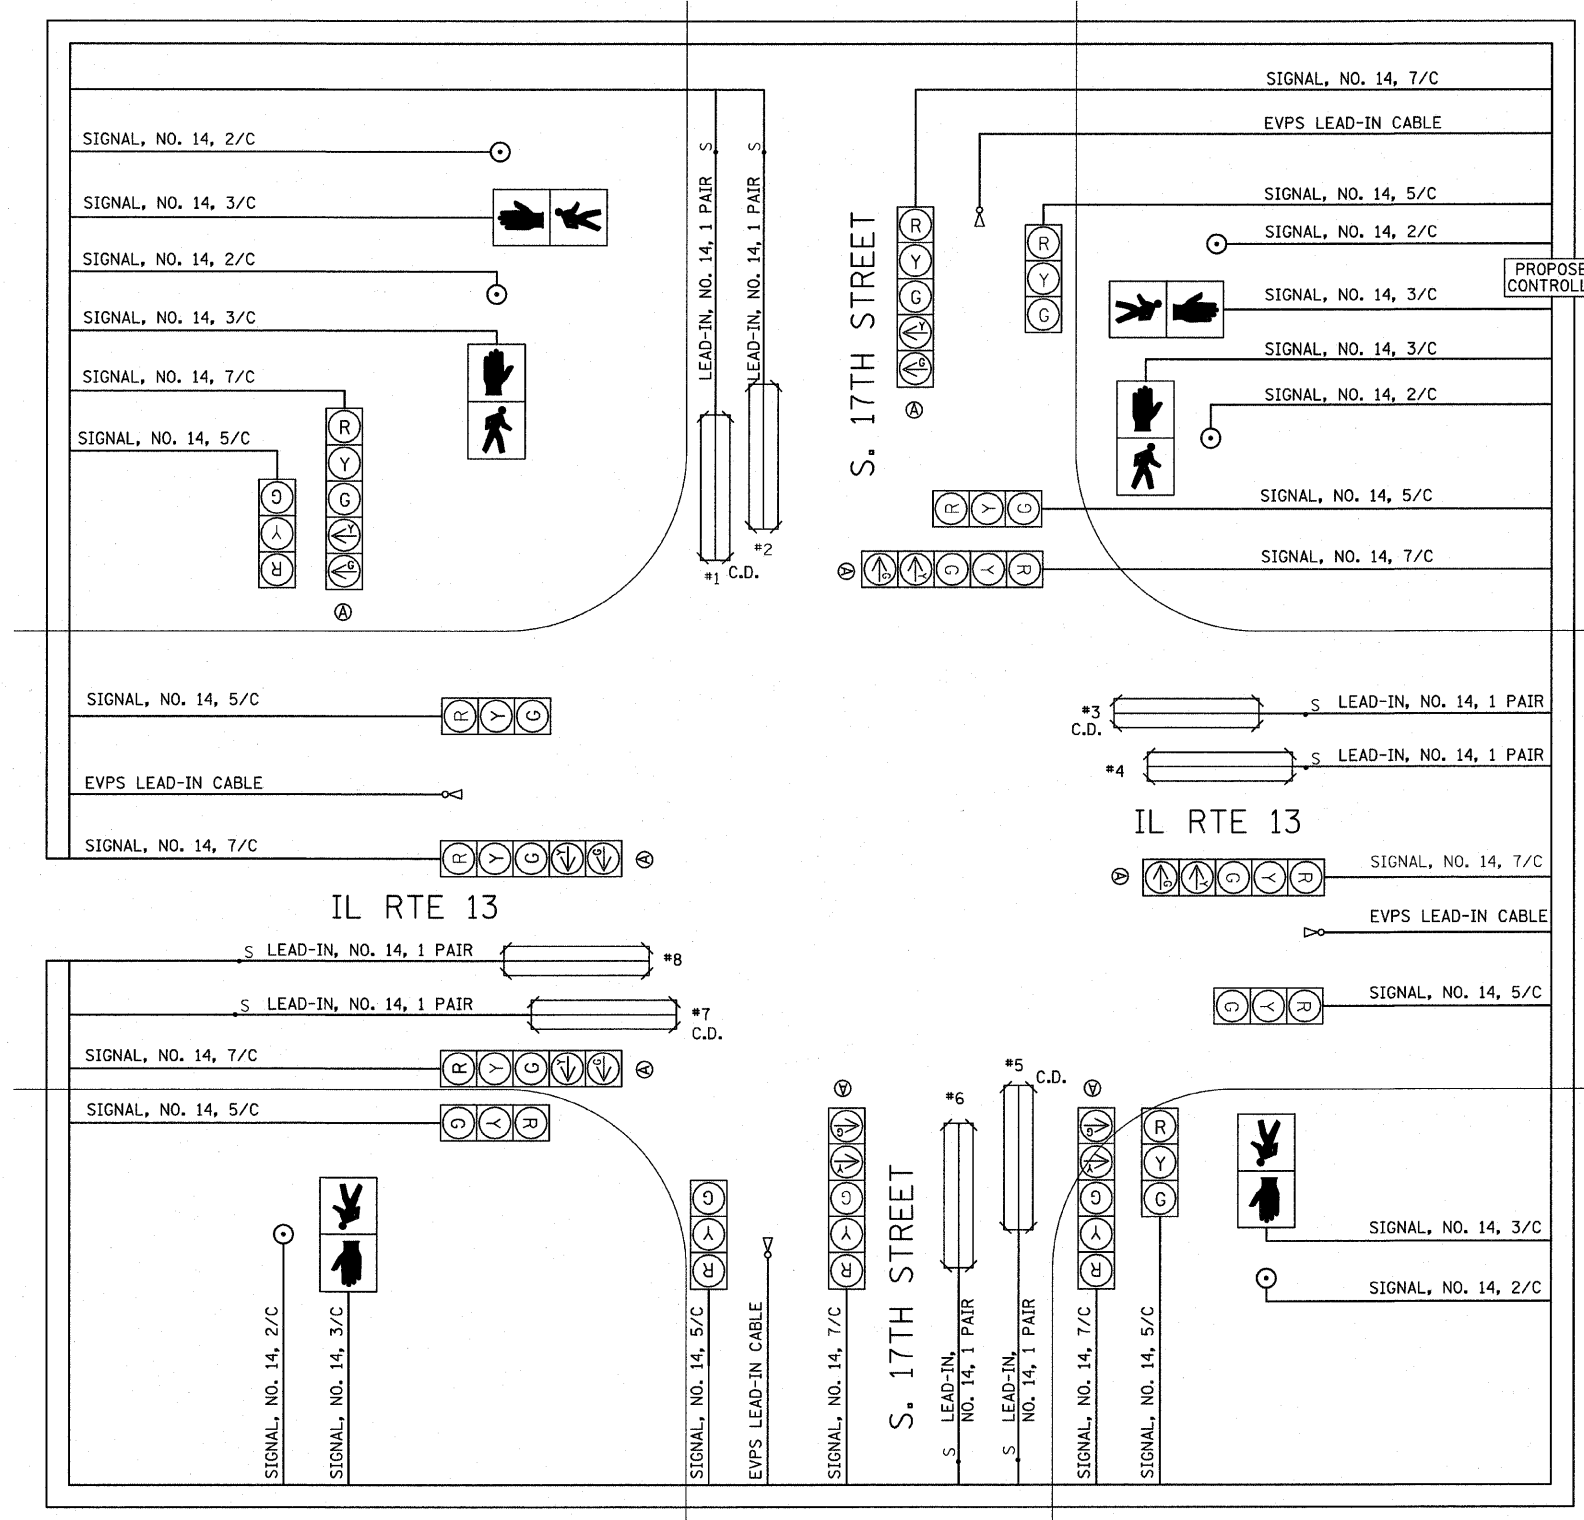 SIGNAL, NO. 14, 2/C
SIGNAL, NO. 14, 3/C
SIGNAL, NO. 14, 2/C
SIGNAL, NO. 14, 3/C
SIGNAL, NO. 14, 7/C
R
Y
G
Y
G
A
SIGNAL, NO. 14, 5/C
G
Y
R
S
LEAD-IN, NO. 14, 1 PAIR
#1
C.D.
S
LEAD-IN, NO. 14, 1 PAIR
#2
S. 17TH STREET
SIGNAL, NO. 14, 7/C
R
Y
G
Y
G
A
EVPS LEAD-IN CABLE
SIGNAL, NO. 14, 5/C
R
Y
G
SIGNAL, NO. 14, 2/C
SIGNAL, NO. 14, 3/C
SIGNAL, NO. 14, 3/C
SIGNAL, NO. 14, 2/C
SIGNAL, NO. 14, 5/C
R Y G
SIGNAL, NO. 14, 7/C
A G Y G Y R
SIGNAL, NO. 14, 5/C
R Y G
EVPS LEAD-IN CABLE
SIGNAL, NO. 14, 7/C
R Y G Y G A
IL RTE 13
S LEAD-IN, NO. 14, 1 PAIR
#8
S LEAD-IN, NO. 14, 1 PAIR
#7
C.D.
SIGNAL, NO. 14, 7/C
R Y G Y G A
SIGNAL, NO. 14, 5/C
G Y R
#3
C.D.
S LEAD-IN, NO. 14, 1 PAIR
#4
S LEAD-IN, NO. 14, 1 PAIR
IL RTE 13
A G Y G Y R
SIGNAL, NO. 14, 7/C
EVPS LEAD-IN CABLE
G Y R
SIGNAL, NO. 14, 5/C
SIGNAL, NO. 14, 2/C
SIGNAL, NO. 14, 3/C
G
Y
R
SIGNAL, NO. 14, 5/C
EVPS LEAD-IN CABLE
A
G
Y
G
Y
R
SIGNAL, NO. 14, 7/C
S. 17TH STREET
#6
LEAD-IN,
NO. 14, 1 PAIR
S
#5
C.D.
LEAD-IN,
NO. 14, 1 PAIR
S
A
G
Y
G
Y
R
SIGNAL, NO. 14, 7/C
R
Y
G
SIGNAL, NO. 14, 5/C
SIGNAL, NO. 14, 3/C
SIGNAL, NO. 14, 2/C